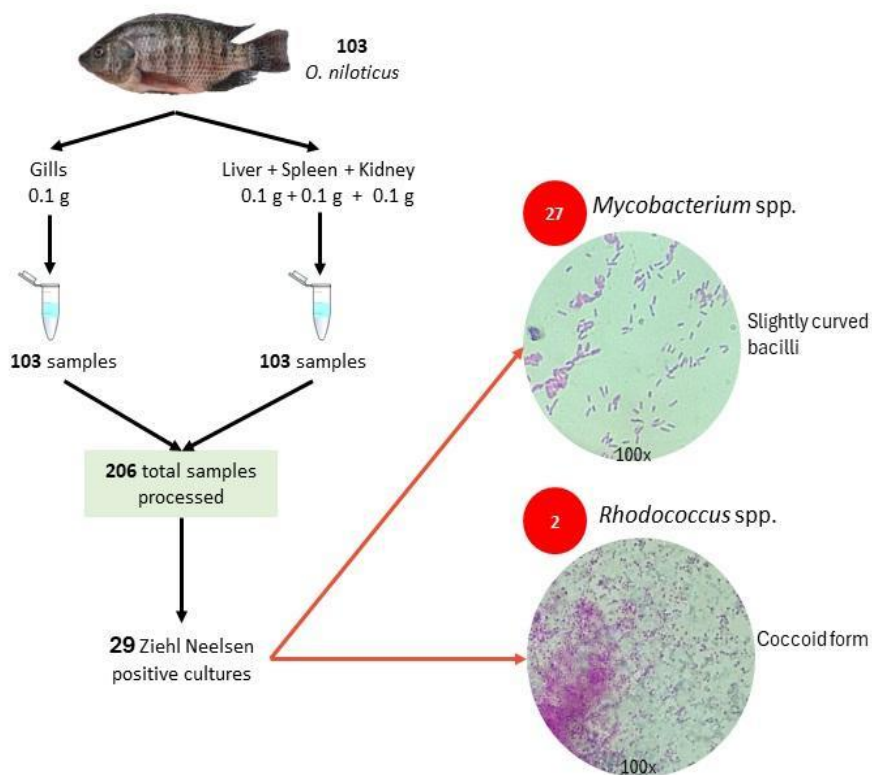 103
O. niloticus
Gills
0.1 g
Liver + Spleen + Kidney
0.1 g + 0.1 g + 0.1 g
103 samples
103 samples
206 total samples
processed
29 Ziehl Neelsen
positive cultures
27
Mycobacterium spp.
Slightly curved
bacilli
100x
2
Rhodococcus spp.
Coccoid form
100x